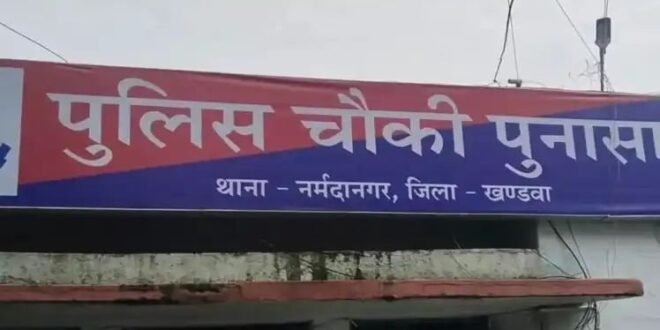 पुलिस चौकी पुनासा
थाना - नर्मदानगर, जिला - खण्डवा